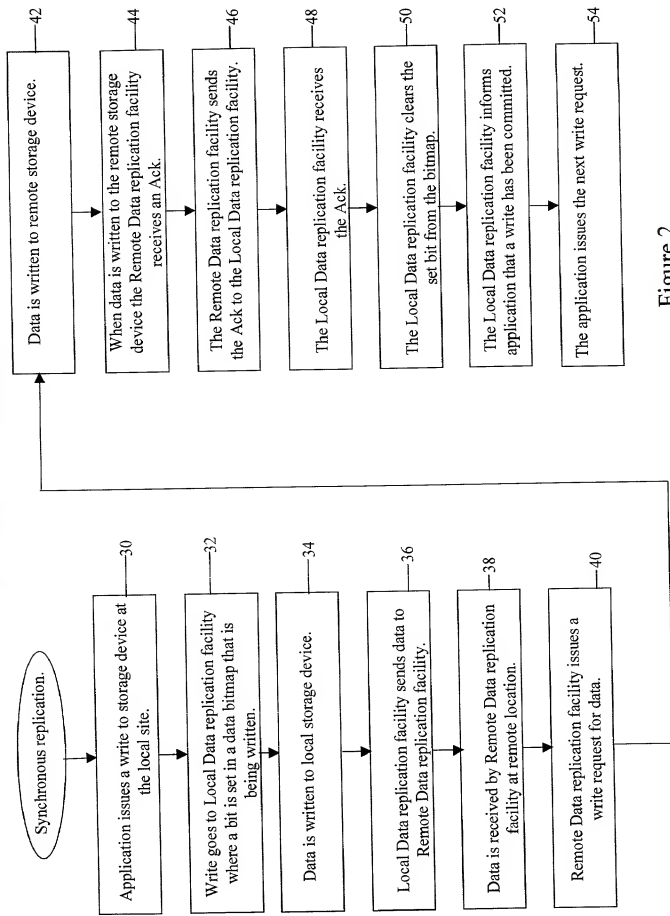 Synchronous replication.
Application issues a write to storage device at
the local site.
30
Write goes to Local Data replication facility
where a bit is set in a data bitmap that is
being written.
32
Data is written to local storage device.
34
Local Data replication facility sends data to
Remote Data replication facility.
36
Data is received by Remote Data replication
facility at remote location.
38
Remote Data replication facility issues a
write request for data.
40
Data is written to remote storage device.
42
When data is written to the remote storage
device the Remote Data replication facility
receives an Ack.
44
The Remote Data replication facility sends
the Ack to the Local Data replication facility.
46
The Local Data replication facility receives
the Ack.
48
The Local Data replication facility clears the
set bit from the bitmap.
50
The Local Data replication facility informs
application that a write has been committed.
52
The application issues the next write request.
54
Figure 2